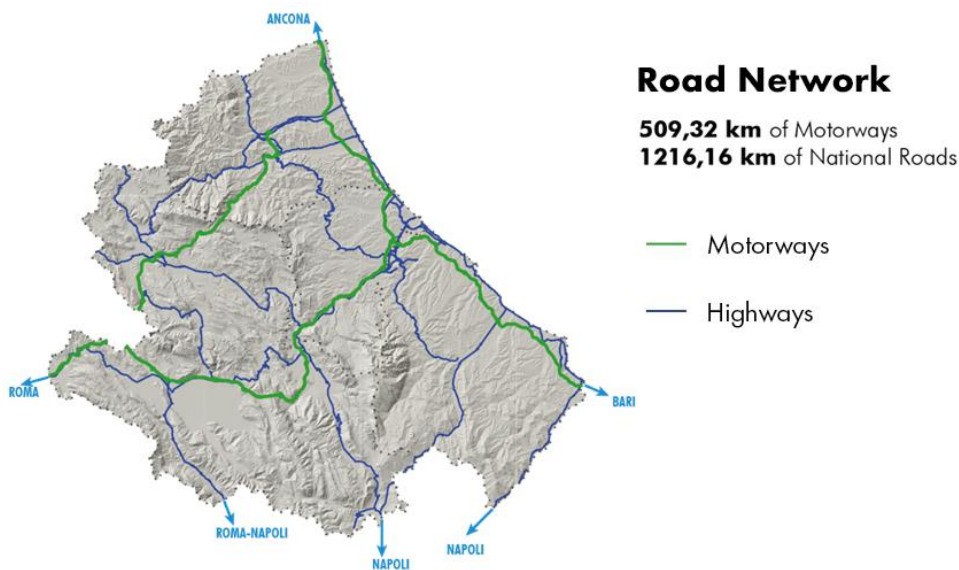 ANCONA
Road Network
509,32 km of Motorways
1216,16 km of National Roads
Motorways
Highways
ROMA
BARI
ROMA-NAPOLI
NAPOLI
NAPOLI